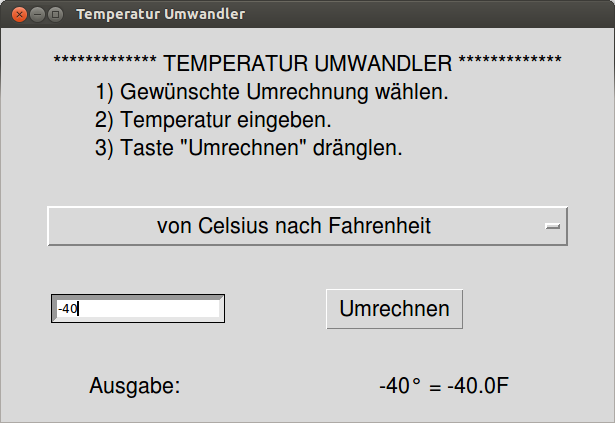 Temperatur Umwandler
************* TEMPERATUR UMWANDLER *************
1) Gewünschte Umrechnung wählen.
2) Temperatur eingeben.
3) Taste "Umrechnen" dränglen.
von Celsius nach Fahrenheit
-40
Umrechnen
Ausgabe:
-40° = -40.0F